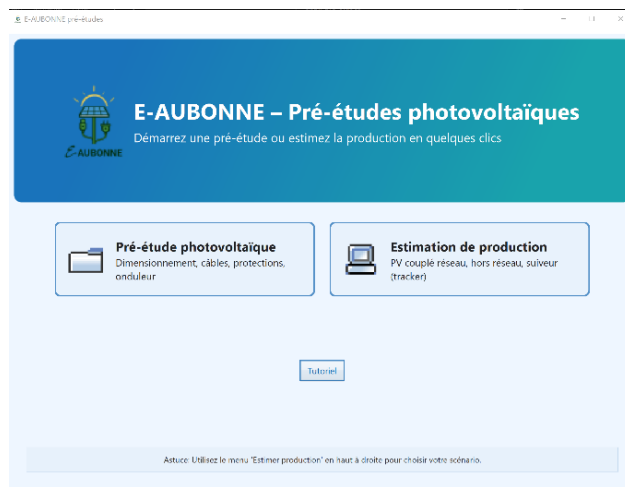 E-AUBONNE pré-études
E-AUBONNE – Pré-études photovoltaïques
Démarrez une pré-étude ou estimez la production en quelques clics
E-AUBONNE
Pré-étude photovoltaïque
Dimensionnement, câbles, protections,
onduleur
Estimation de production
PV couplé réseau, hors réseau, suiveur
(tracker)
Tutoriel
Astuce: Utilisez le menu 'Estimer production' en haut à droite pour choisir votre scénario.